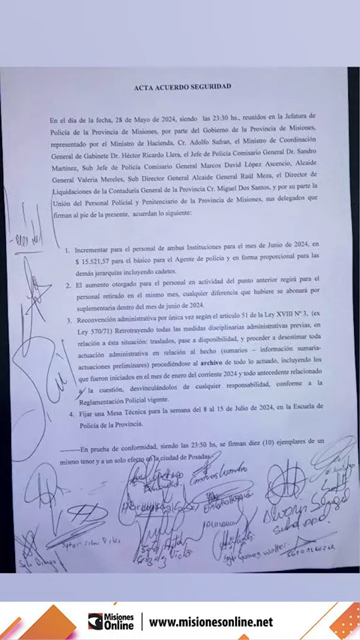 ACTA ACUERDO SEGURIDAD
En el día de la fecha, 28 de Mayo de 2024, siendo las 23:30 hs., reunidos en la Jefatura de
Policía de la Provincia de Misiones, por parte del Gobierno de la Provincia de Misiones,
representado por el Ministro de Hacienda, Cr. Adolfo Safran, el Ministro de Coordinación
General de Gabinete Dr. Héctor Ricardo Llera, el Jefe de Policía Comisario General Dr. Sandro
Martínez, Sub Jefe de Policía Comisario General Marcos David López Ascencio, Alcaide
General Valeria Moreles, Sub Director General Alcaide General Raúl Meza, el Director de
Liquidaciones de la Contaduría General de la Provincia Cr. Miguel Dos Santos, y por su parte la
Unión del Personal Policial y Penitenciario de la Provincia de Misiones, sus delegados que
firman al pie de la presente, acuerdan lo siguiente:
1. Incrementar para el personal de ambas Instituciones para el mes de Junio de 2024, en
$ 15.521,57 para el básico para el Agente de policía y en forma proporcional para las
demás jerarquías incluyendo cadetes.
2. El aumento otorgado para el personal en actividad del punto anterior regirá para el
personal retirado en el mismo mes, cualquier diferencia que hubiere se abonará por
suplementaria dentro del mes de junio de 2024.
3. Reconvención administrativa por única vez según el artículo 51 de la Ley XVIII N° 3, (ex
Ley 570/71) Retrotrayendo todas las medidas disciplinarias administrativas previas, en
relación a ésta situación: traslados, pase a disponibilidad, y proceder a desestimar toda
actuación administrativa en relación al hecho (sumarios – información sumaria-
actuaciones preliminares) procediéndose al archivo de todo lo actuado, incluyendo los
que fueron iniciados en el mes de enero del corriente 2024 y todo antecedente relacionado
a la cuestión, desvinculándolos de cualquier responsabilidad, conforme a la
Reglamentación Policial vigente.
4. Fijar una Mesa Técnica para la semana del 8 al 15 de Julio de 2024, en la Escuela de
Policía de la Provincia.
-------En prueba de conformidad, siendo las 23:50 hs., se firman diez (10) ejemplares de un
mismo tenor y a un solo efecto en la ciudad de Posadas.
Misiones
Online
www.misionesonline.net